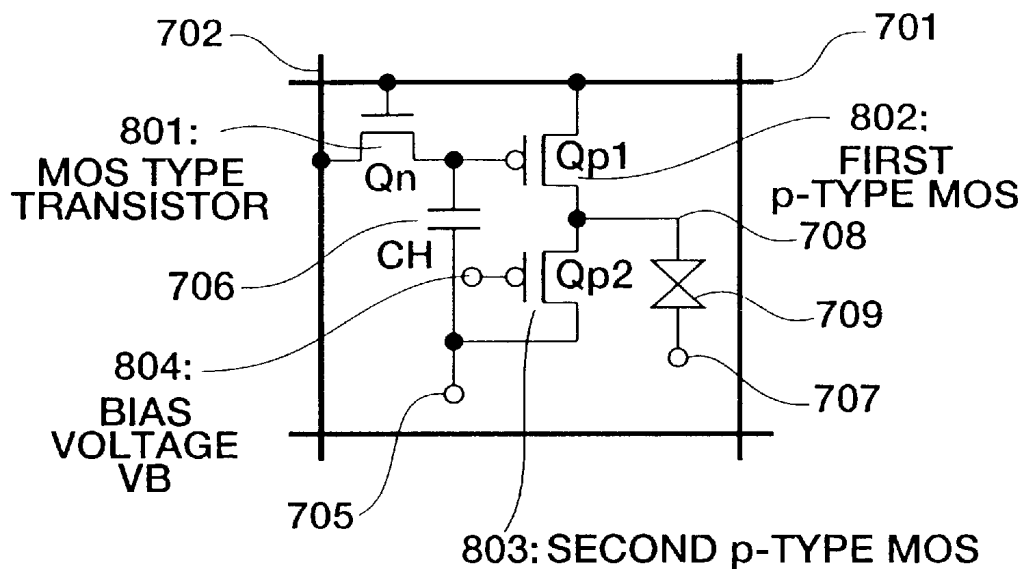 702
701
801:
MOS TYPE
TRANSISTOR
Qn
Qp1
802:
FIRST
p-TYPE MOS
708
706
CH
Qp2
709
804:
BIAS
VOLTAGE
VB
707
705
803: SECOND p-TYPE MOS